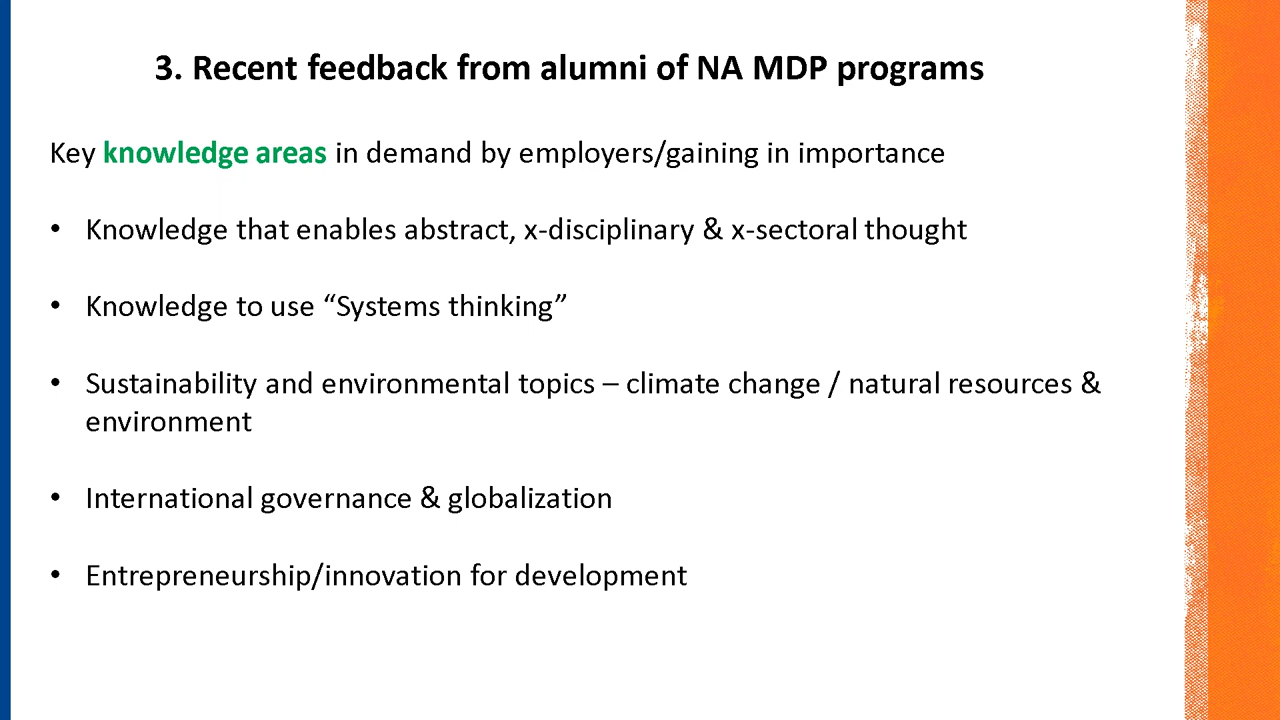 3. Recent feedback from alumni of NA MDP programs
Key knowledge areas in demand by employers/gaining in importance
• Knowledge that enables abstract, x-disciplinary & x-sectoral thought
• Knowledge to use “Systems thinking”
• Sustainability and environmental topics – climate change / natural resources &
environment
• International governance & globalization
• Entrepreneurship/innovation for development